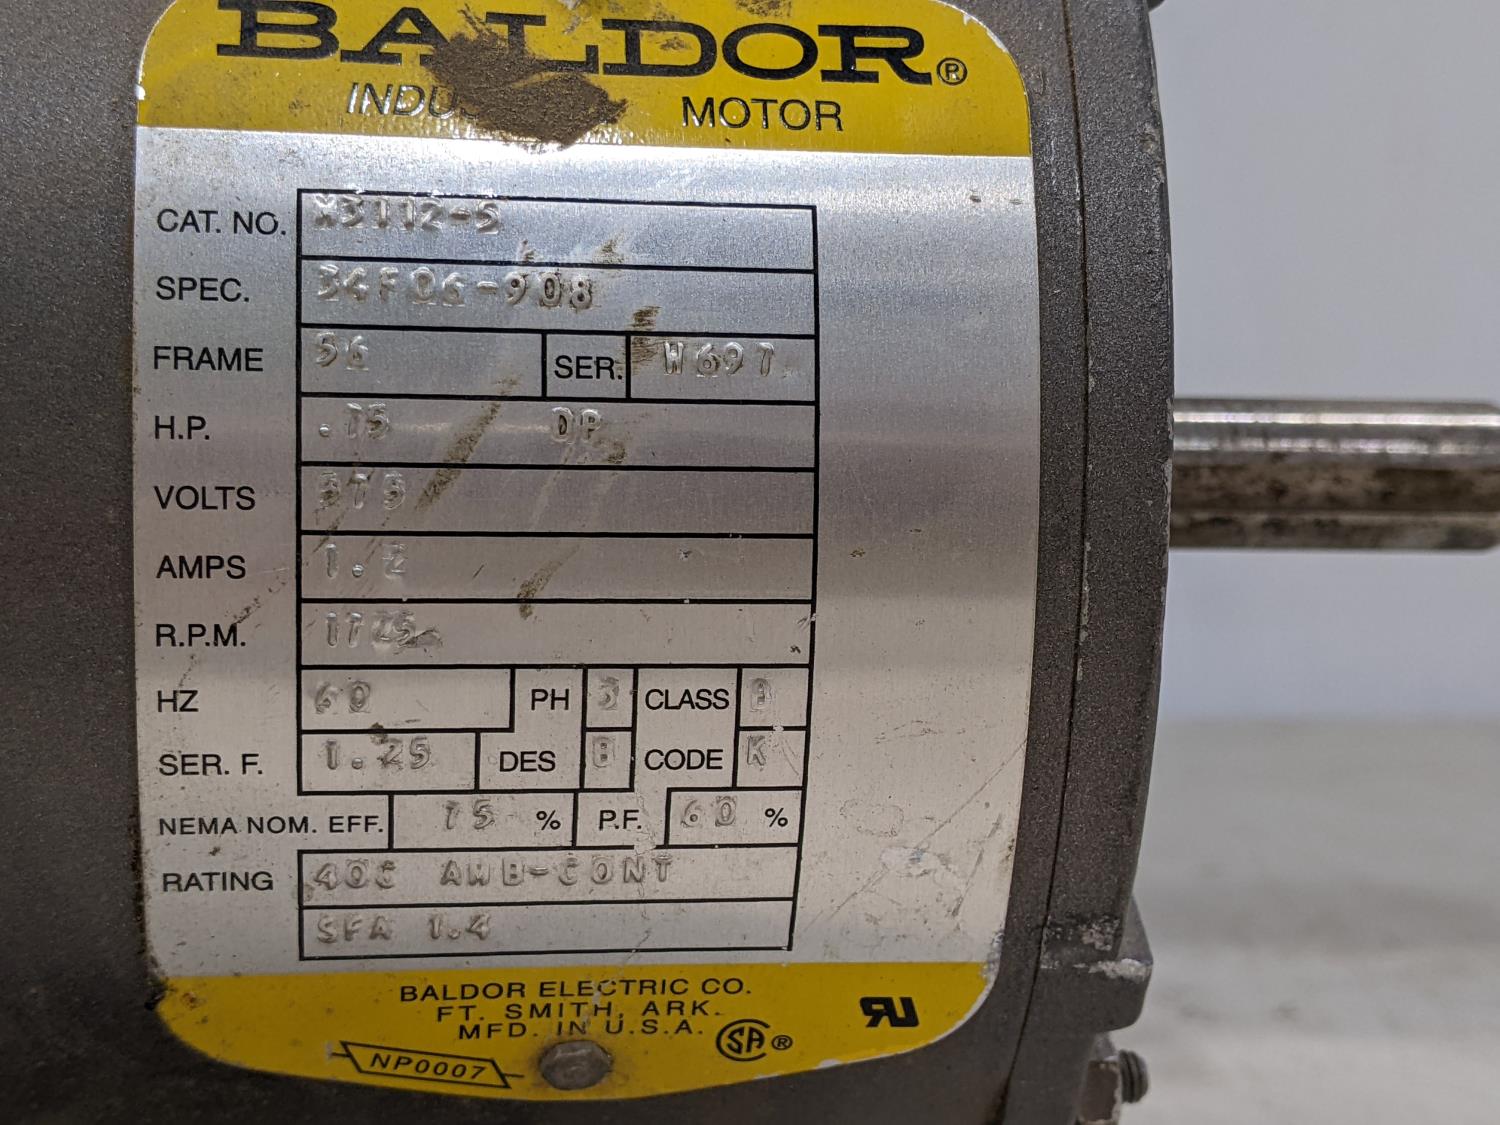 BALDOR®
MOTOR
CAT. NO. M3112-5
SPEC. 34F06-908
FRAME 56 SER. W697
H.P. .75 DP
VOLTS 575
AMPS 1.2
R.P.M. 1725
HZ 60 PH 3 CLASS B
SER. F. 1.25 DES B CODE K
NEMA NOM. EFF. 75 % P.F. 60 %
RATING 40C AMB-CONT
SFA 1.4
BALDOR ELECTRIC CO.
FT. SMITH, ARK.
MFD. IN U.S.A.
SA ®
NP0007